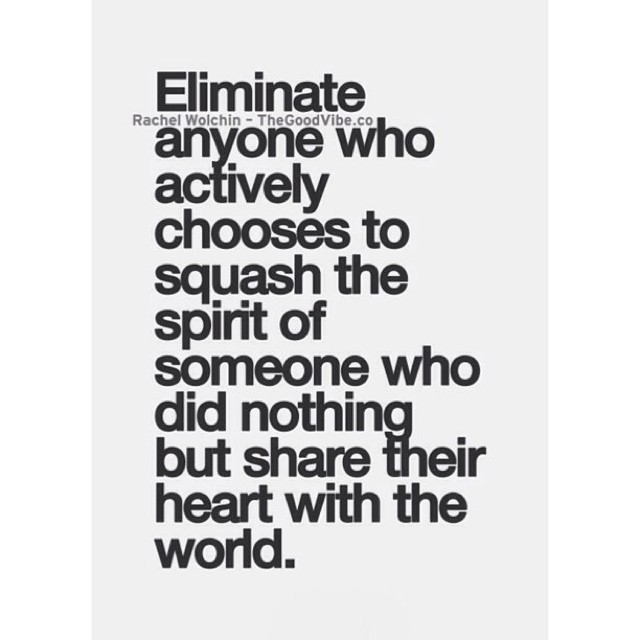 Eliminate
Rachel Wolchin - TheGoodVibe.co
anyone who
actively
chooses to
squash the
spirit of
someone who
did nothing
but share their
heart with the
world.